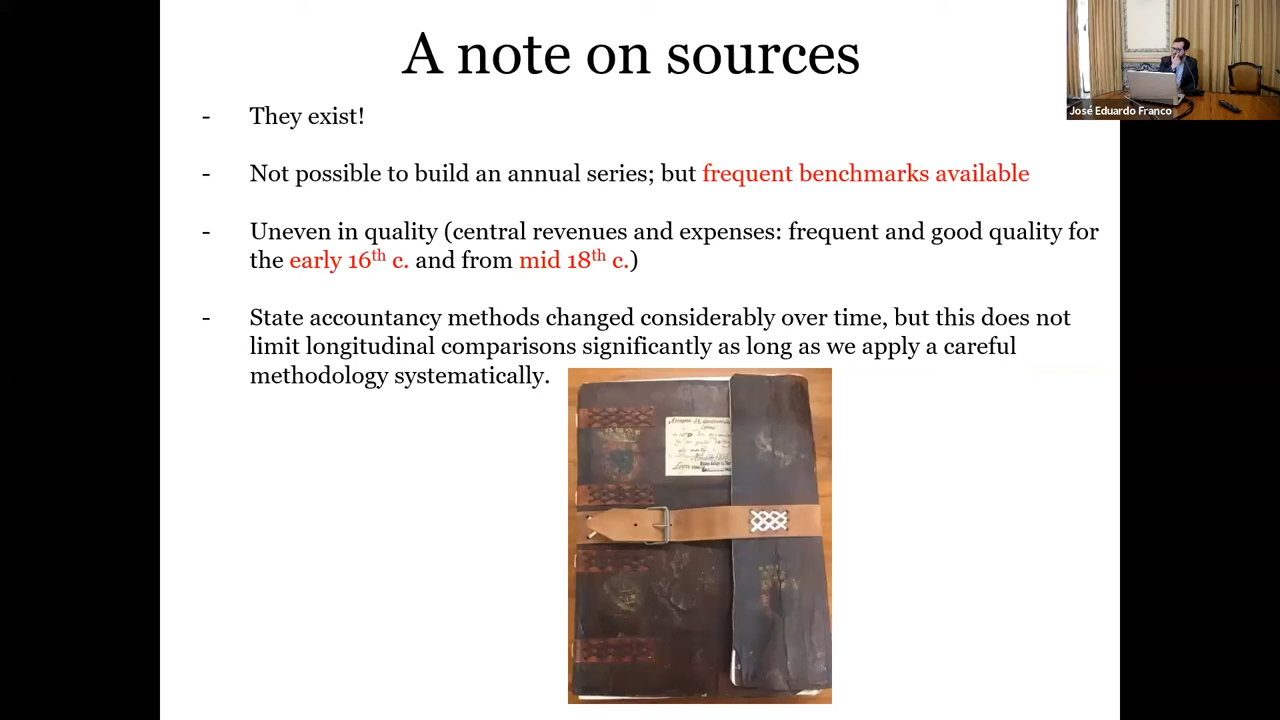 A note on sources
José Eduardo Franco
- They exist!
- Not possible to build an annual series; but frequent benchmarks available
- Uneven in quality (central revenues and expenses: frequent and good quality for
the early 16th c. and from mid 18th c.)
- State accountancy methods changed considerably over time, but this does not
limit longitudinal comparisons significantly as long as we apply a careful
methodology systematically.